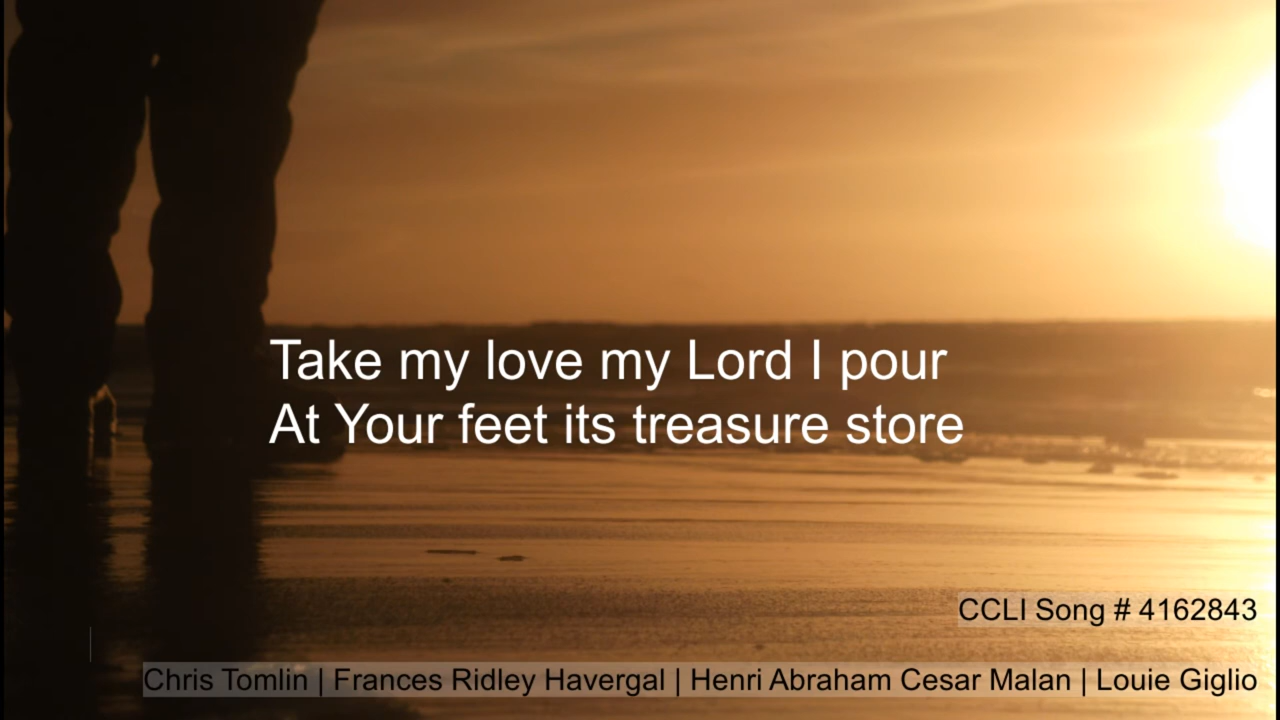 Take my love my Lord I pour
At Your feet its treasure store
CCLI Song # 4162843
Chris Tomlin | Frances Ridley Havergal | Henri Abraham Cesar Malan | Louie Giglio